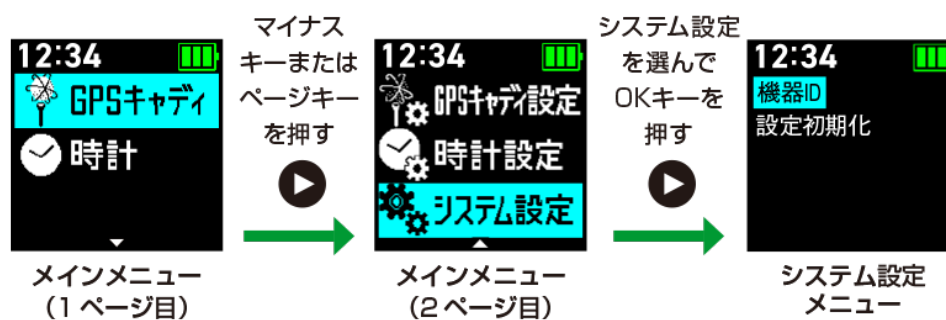 12:34
GPSキャディ
時計
メインメニュー
(1ページ目)
マイナス
キーまたは
ページキー
を押す
12:34
GPSキャディ設定
時計設定
システム設定
メインメニュー
(2ページ目)
システム設定
を選んで
OKキーを
押す
12:34
機器ID
設定初期化
システム設定
メニュー